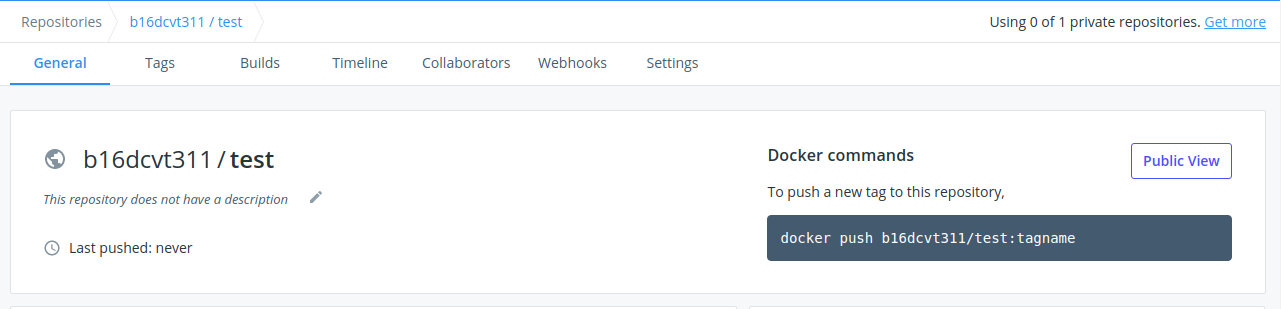 Repositories b16dcvt311 / test Using 0 of 1 private repositories. Get more
General Tags Builds Timeline Collaborators Webhooks Settings
b16dcvt311 / test
This repository does not have a description
Last pushed: never
Docker commands
Public View
To push a new tag to this repository,
docker push b16dcvt311/test:tagname